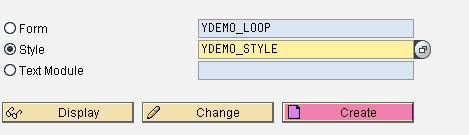 Form YDEMO_LOOP
Style YDEMO_STYLE
Text Module
Display Change Create